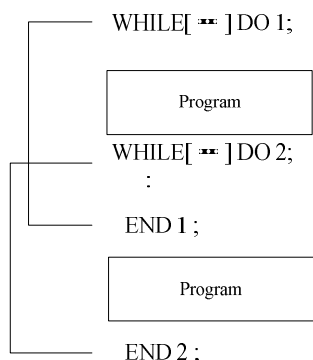 WHILE[ ** ] DO 1;
Program
WHILE[ ** ] DO 2;
:
END 1 ;
Program
END 2 ;